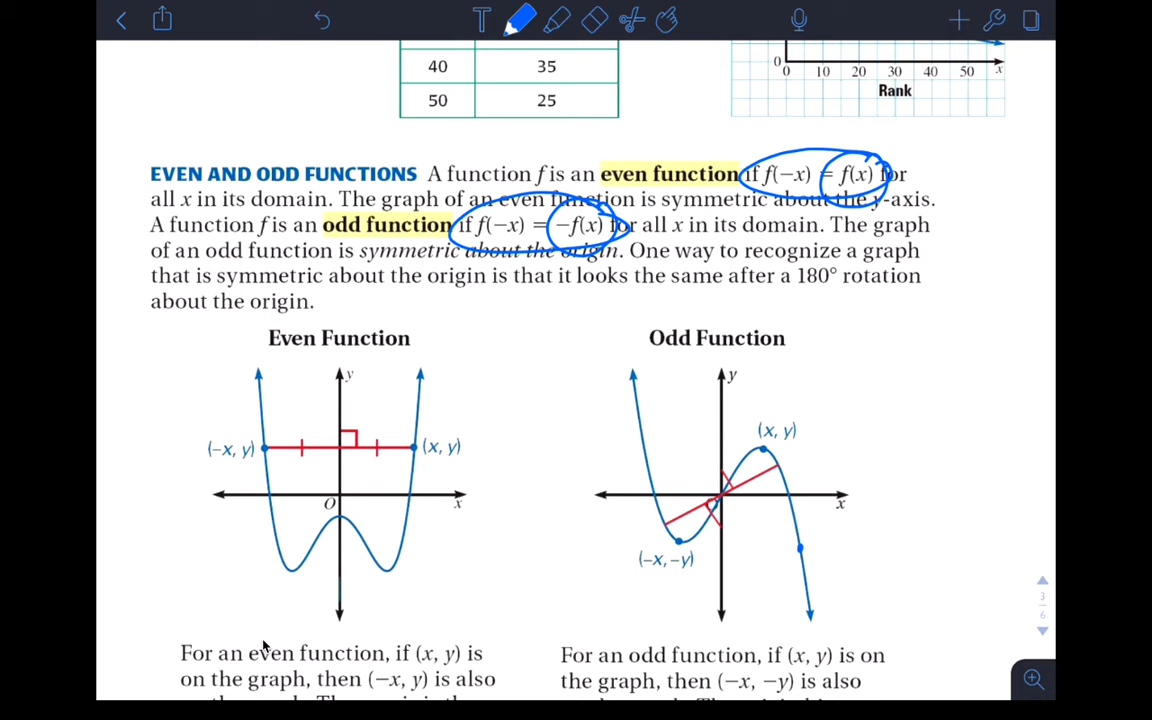 T
40 35
50 25
0
0 10 20 30 40 50 x
Rank
EVEN AND ODD FUNCTIONS A function f is an even function if f(−x) = f(x) for
all x in its domain. The graph of an even function is symmetric about the y-axis.
A function f is an odd function if f(−x) = −f(x) for all x in its domain. The graph
of an odd function is symmetric about the origin. One way to recognize a graph
that is symmetric about the origin is that it looks the same after a 180° rotation
about the origin.
Even Function
Odd Function
y
(−x, y)
(x, y)
O
x
y
(x, y)
x
(−x, −y)
3
6
For an even function, if (x, y) is
on the graph, then (−x, y) is also
For an odd function, if (x, y) is on
the graph, then (−x, −y) is also